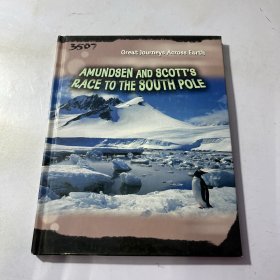 3507
Great Journeys Across Earth
AMUNDSEN AND SCOTT'S
RACE TO THE SOUTH POLE